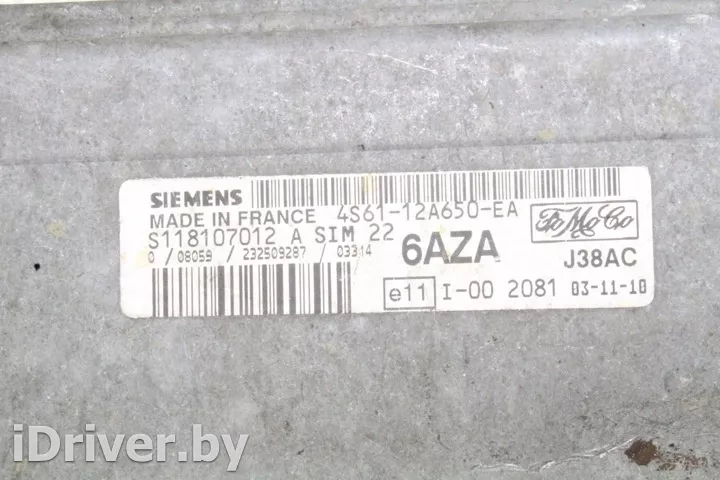 SIEMENS
MADE IN FRANCE 4S61-12A650-EA
S118107012 A SIM 22
0 / 08059 / 232509287 / 03314
6AZA
FoMoCo
J38AC
e11 I-00 2081 03-11-10
iDriver.by